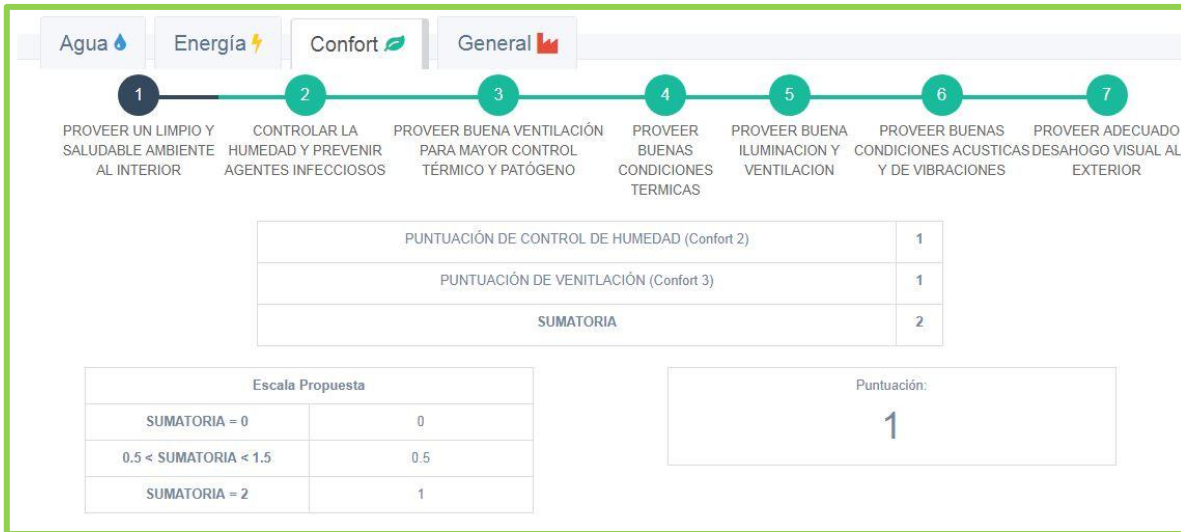 Agua
Energía
Confort
General
1
2
3
4
5
6
7
PROVEER UN LIMPIO Y
SALUDABLE AMBIENTE
AL INTERIOR
CONTROLAR LA
HUMEDAD Y PREVENIR
AGENTES INFECCIOSOS
PROVEER BUENA VENTILACIÓN
PARA MAYOR CONTROL
TÉRMICO Y PATÓGENO
PROVEER
BUENAS
CONDICIONES
TERMICAS
PROVEER BUENA
ILUMINACION Y
VENTILACION
PROVEER BUENAS
CONDICIONES ACUSTICAS
Y DE VIBRACIONES
PROVEER ADECUADO
DESAHOGO VISUAL AL
EXTERIOR
PUNTUACIÓN DE CONTROL DE HUMEDAD (Confort 2) 1
PUNTUACIÓN DE VENITLACIÓN (Confort 3) 1
SUMATORIA 2
Escala Propuesta
SUMATORIA = 0 0
0.5 < SUMATORIA < 1.5 0.5
SUMATORIA = 2 1
Puntuación:
1